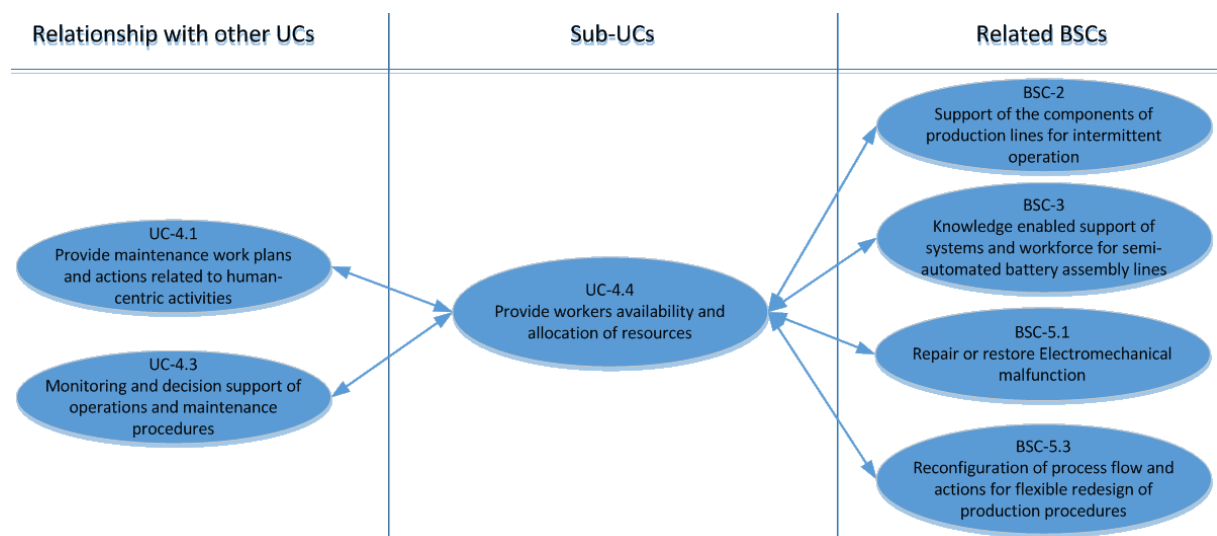 Relationship with other UCs
Sub-UCs
Related BSCs
UC-4.1
Provide maintenance work plans
and actions related to human-
centric activities
UC-4.3
Monitoring and decision support of
operations and maintenance
procedures
UC-4.4
Provide workers availability and
allocation of resources
BSC-2
Support of the components of
production lines for intermittent
operation
BSC-3
Knowledge enabled support of
systems and workforce for semi-
automated battery assembly lines
BSC-5.1
Repair or restore Electromechanical
malfunction
BSC-5.3
Reconfiguration of process flow and
actions for flexible redesign of
production procedures